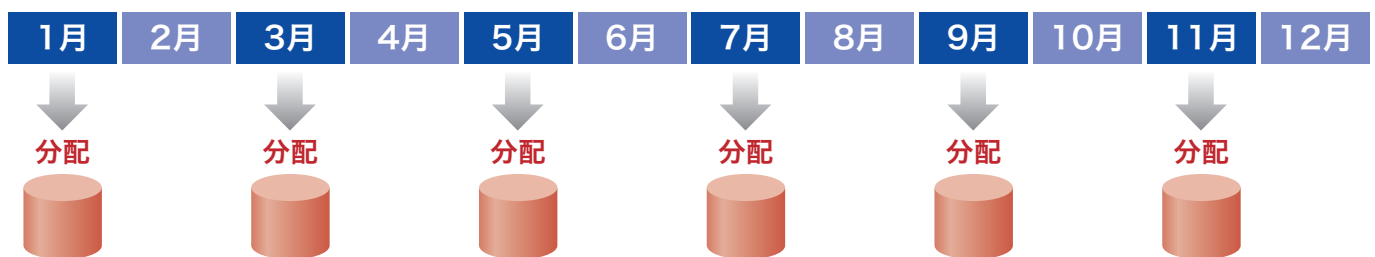 1月 2月 3月 4月 5月 6月 7月 8月 9月 10月 11月 12月
分配 分配 分配 分配 分配 分配